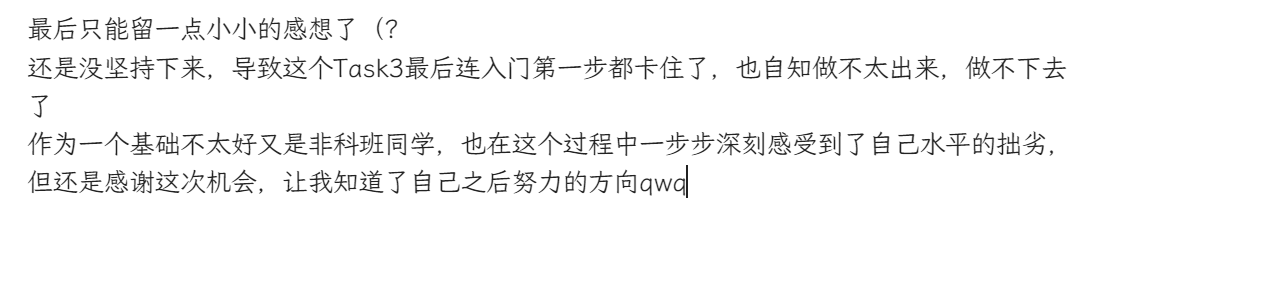 最后只能留一点小小的感想了（?
还是没坚持下来，导致这个Task3最后连入门第一步都卡住了，也自知做不太出来，做不下去
了
作为一个基础不太好又是非科班同学，也在这个过程中一步步深刻感受到了自己水平的拙劣，
但还是感谢这次机会，让我知道了自己之后努力的方向qwq